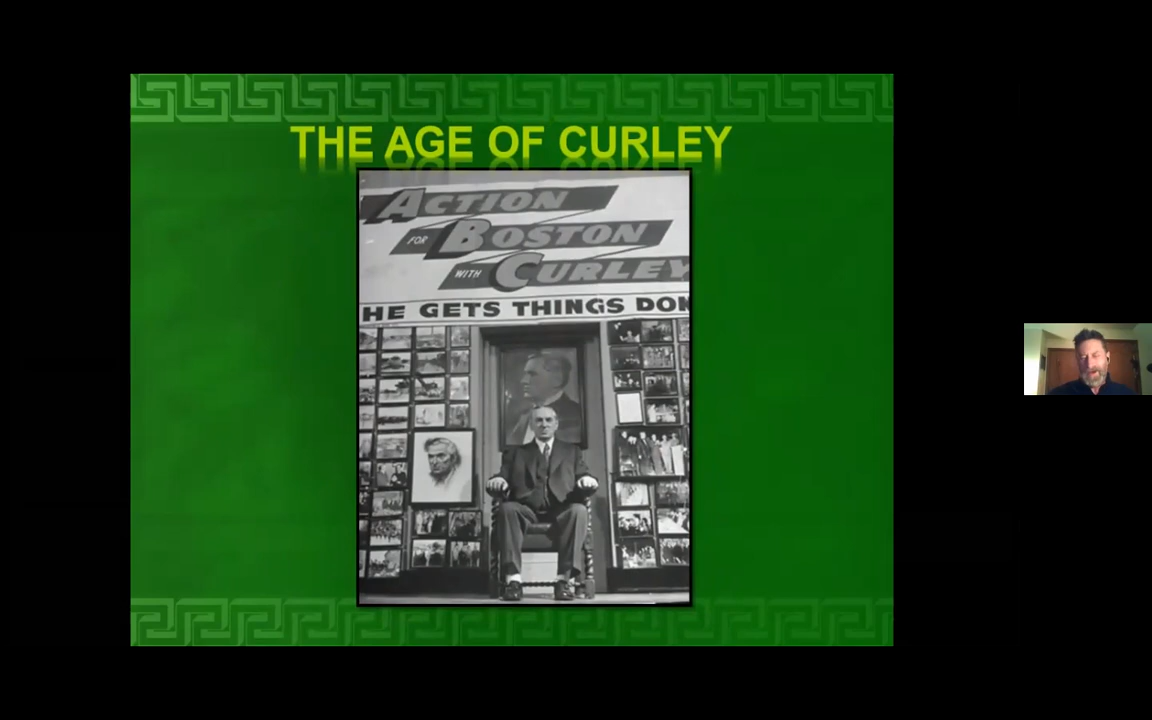 THE AGE OF CURLEY
ACTION
FOR BOSTON
WITH CURLEY
HE GETS THINGS DON